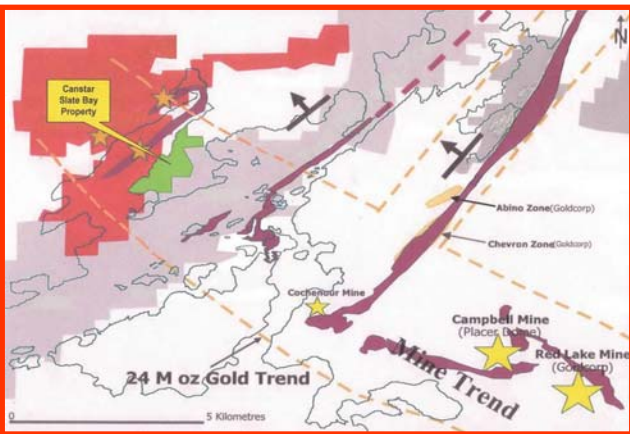 Canstar
Slate Bay
Property
N
Abino Zone(Goldcorp)
Chevron Zone(Goldcorp)
Cochenour Mine
Campbell Mine
(Placer Dome)
Red Lake Mine
(Goldcorp)
Mine Trend
24 M oz Gold Trend
0
5 Kilometres